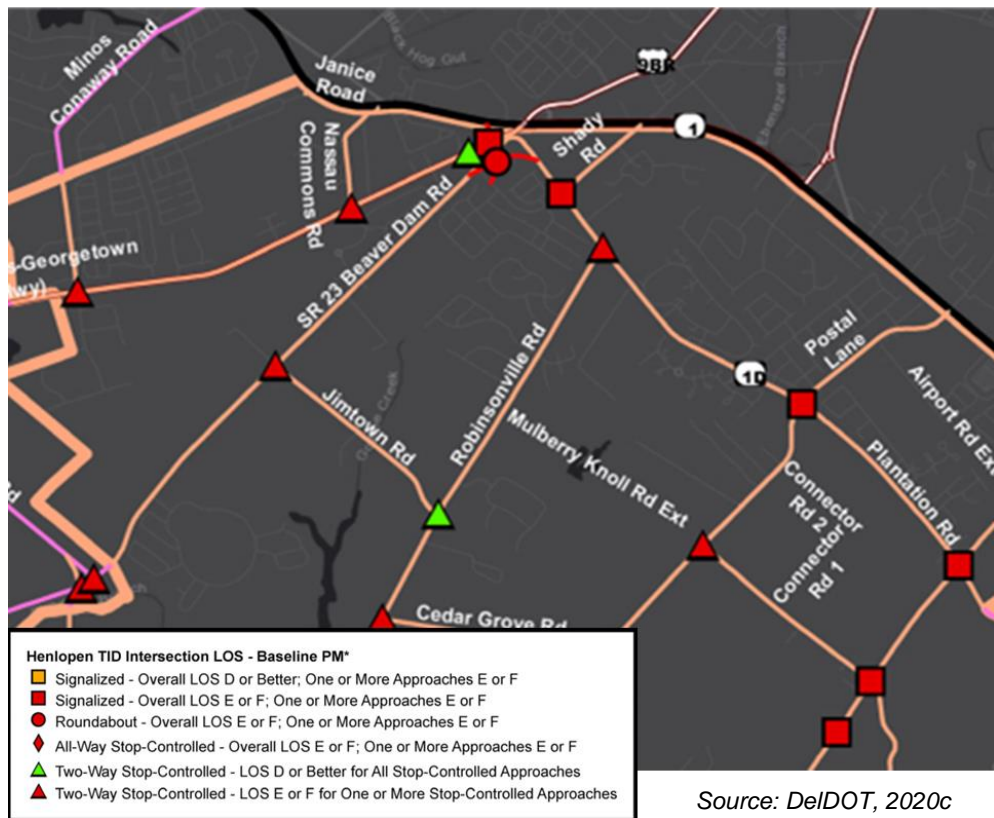 Minos
Conaway Road
Black Hog Gut
Janice
Road
9BR
Ebenezer Branch
1
Shady
Rd
Nassau
Commons Rd
s-Georgetown
wy)
SR 23 Beaver Dam Rd
Robinsonville Rd
Postal
Lane
1D
Airport Rd Ext
Jimtown Rd
Mulberry Knoll Rd Ext
Plantation Rd
Connector
Rd 2
Connector
Rd 1
Cedar Grove Rd
Henlopen TID Intersection LOS - Baseline PM*
Signalized - Overall LOS D or Better; One or More Approaches E or F
Signalized - Overall LOS E or F; One or More Approaches E or F
Roundabout - Overall LOS E or F; One or More Approaches E or F
All-Way Stop-Controlled - Overall LOS E or F; One or More Approaches E or F
Two-Way Stop-Controlled - LOS D or Better for All Stop-Controlled Approaches
Two-Way Stop-Controlled - LOS E or F for One or More Stop-Controlled Approaches
Source: DelDOT, 2020c